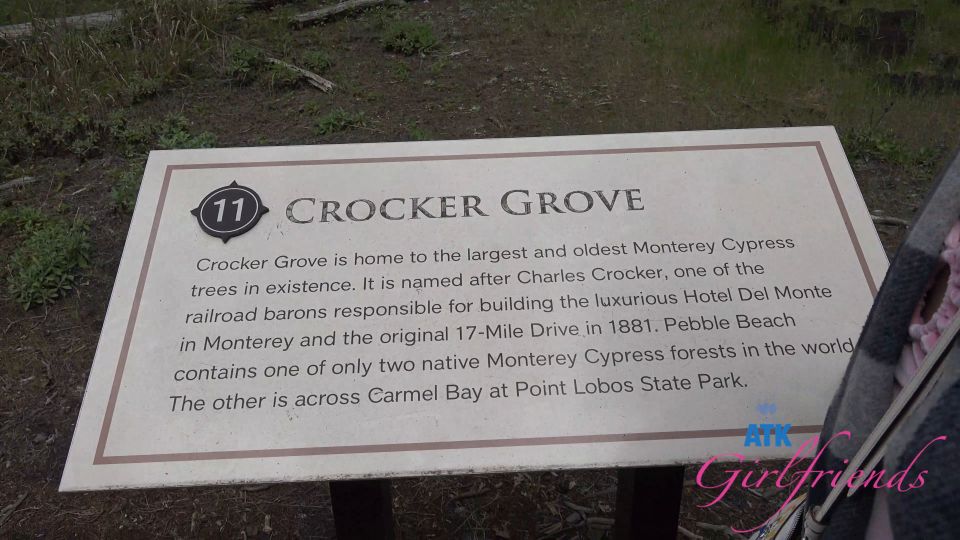 11
CROCKER GROVE
Crocker Grove is home to the largest and oldest Monterey Cypress
trees in existence. It is named after Charles Crocker, one of the
railroad barons responsible for building the luxurious Hotel Del Monte
in Monterey and the original 17-Mile Drive in 1881. Pebble Beach
contains one of only two native Monterey Cypress forests in the world.
The other is across Carmel Bay at Point Lobos State Park.
ATK
Girlfriends